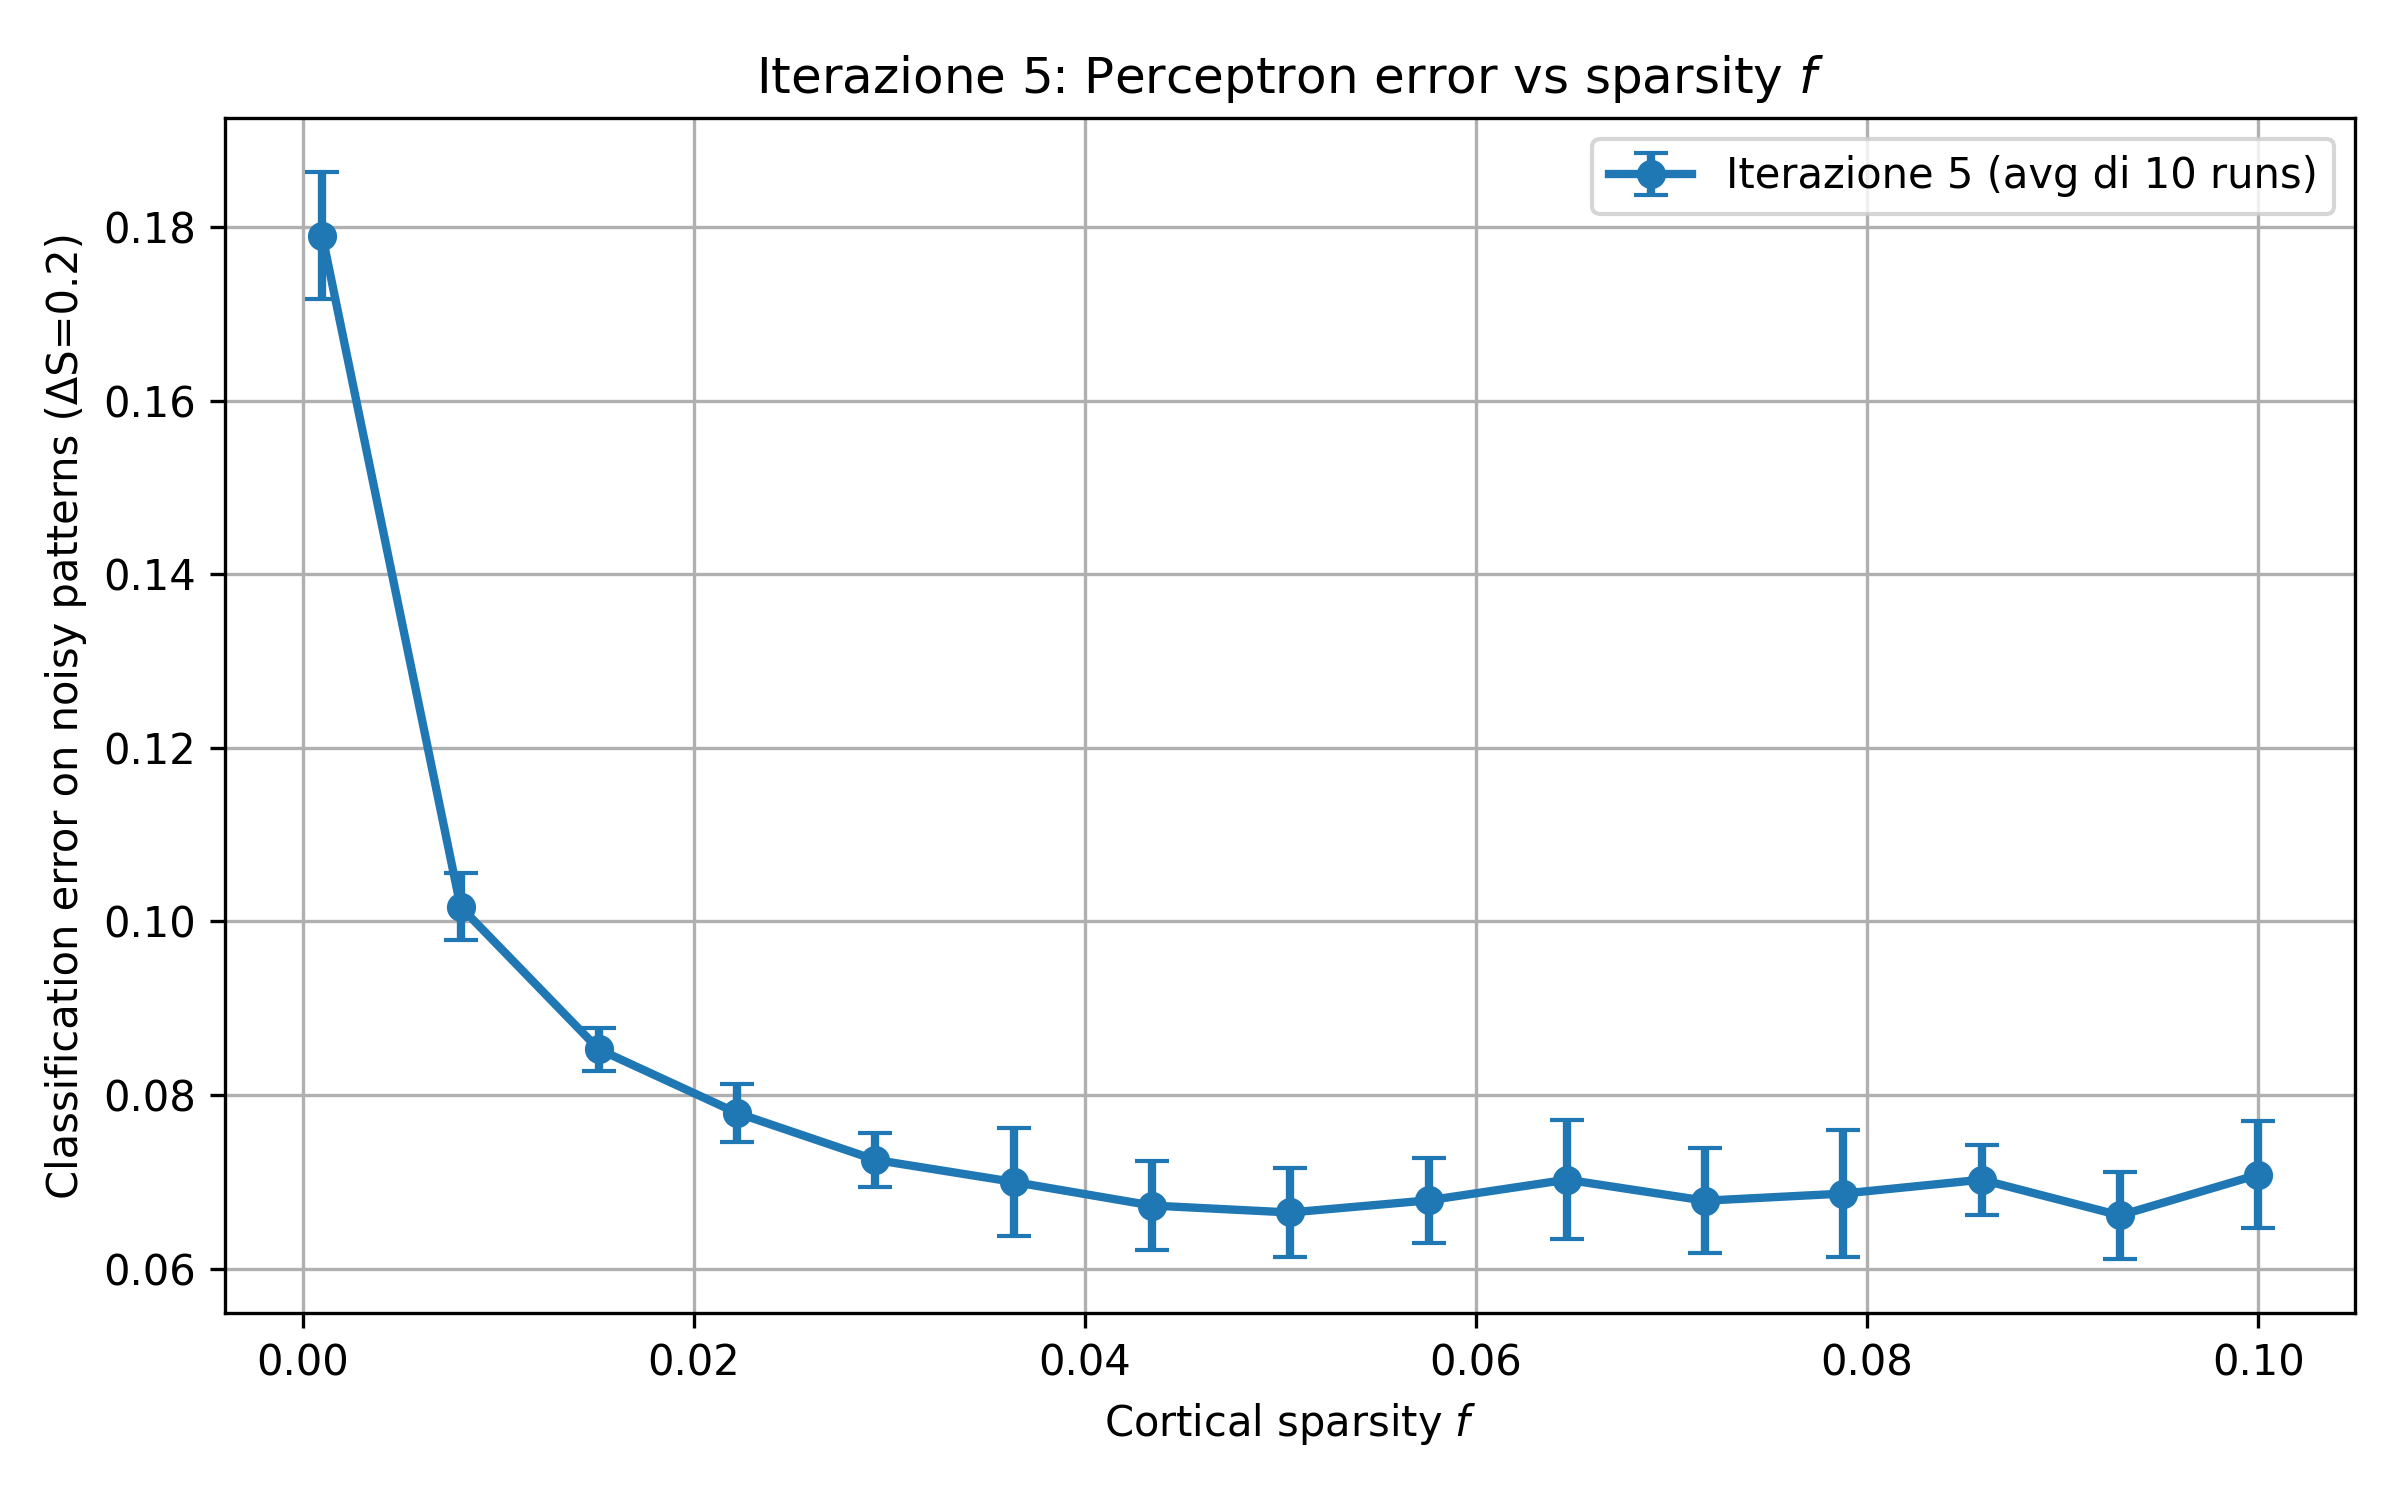 Iterazione 5: Perceptron error vs sparsity f
Iterazione 5 (avg di 10 runs)
Classification error on noisy patterns (ΔS=0.2)
0.18
0.16
0.14
0.12
0.10
0.08
0.06
0.00 0.02 0.04 0.06 0.08 0.10
Cortical sparsity f